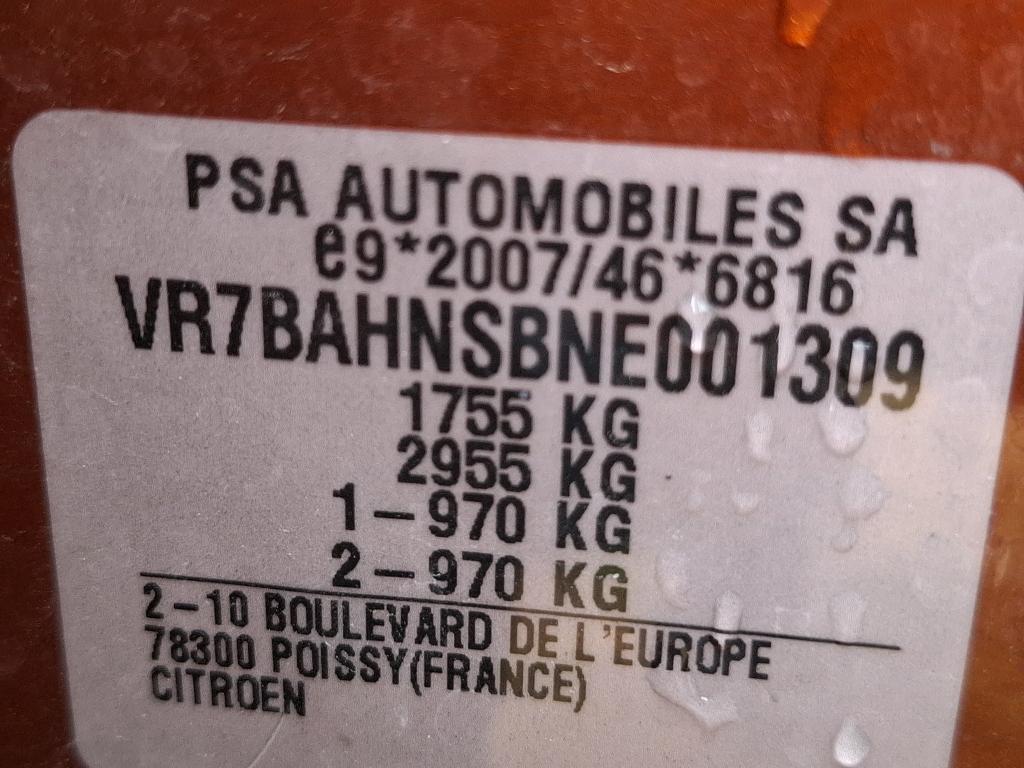 PSA AUTOMOBILES SA
e9*2007/46*6816
VR7BAHNSBNE001309
1755 KG
2955 KG
1-970 KG
2-970 KG
2-10 BOULEVARD DE L'EUROPE
78300 POISSY(FRANCE)
CITROEN